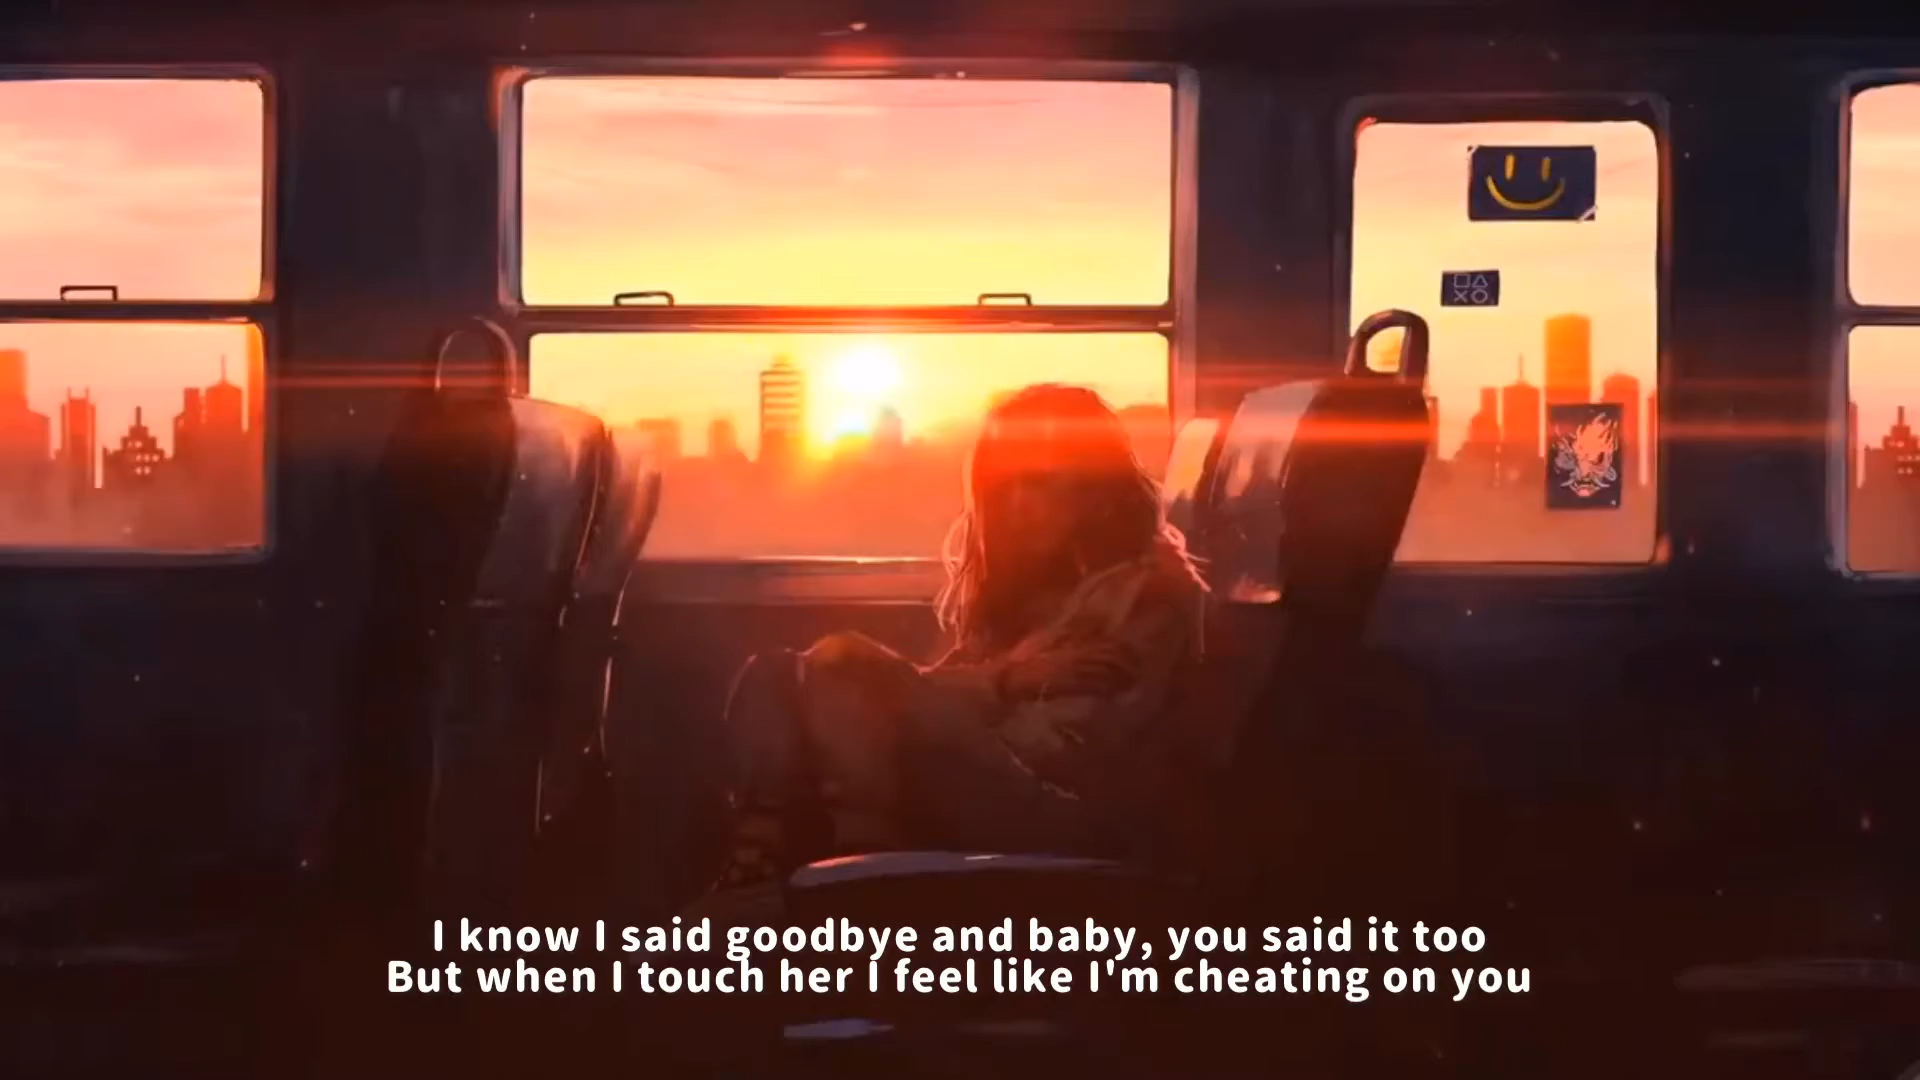 I know I said goodbye and baby, you said it too
But when I touch her I feel like I'm cheating on you